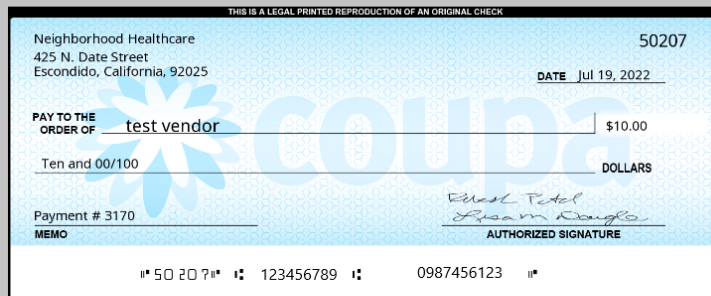 THIS IS A LEGAL PRINTED REPRODUCTION OF AN ORIGINAL CHECK
Neighborhood Healthcare
50207
425 N. Date Street
Escondido, California, 92025
DATE Jul 19, 2022
coupa
PAY TO THE
ORDER OF test vendor $10.00
Ten and 00/100 DOLLARS
Payment # 3170
MEMO
AUTHORIZED SIGNATURE
⑈50207⑈ ⑆ 123456789 ⑆ 0987456123 ⑈